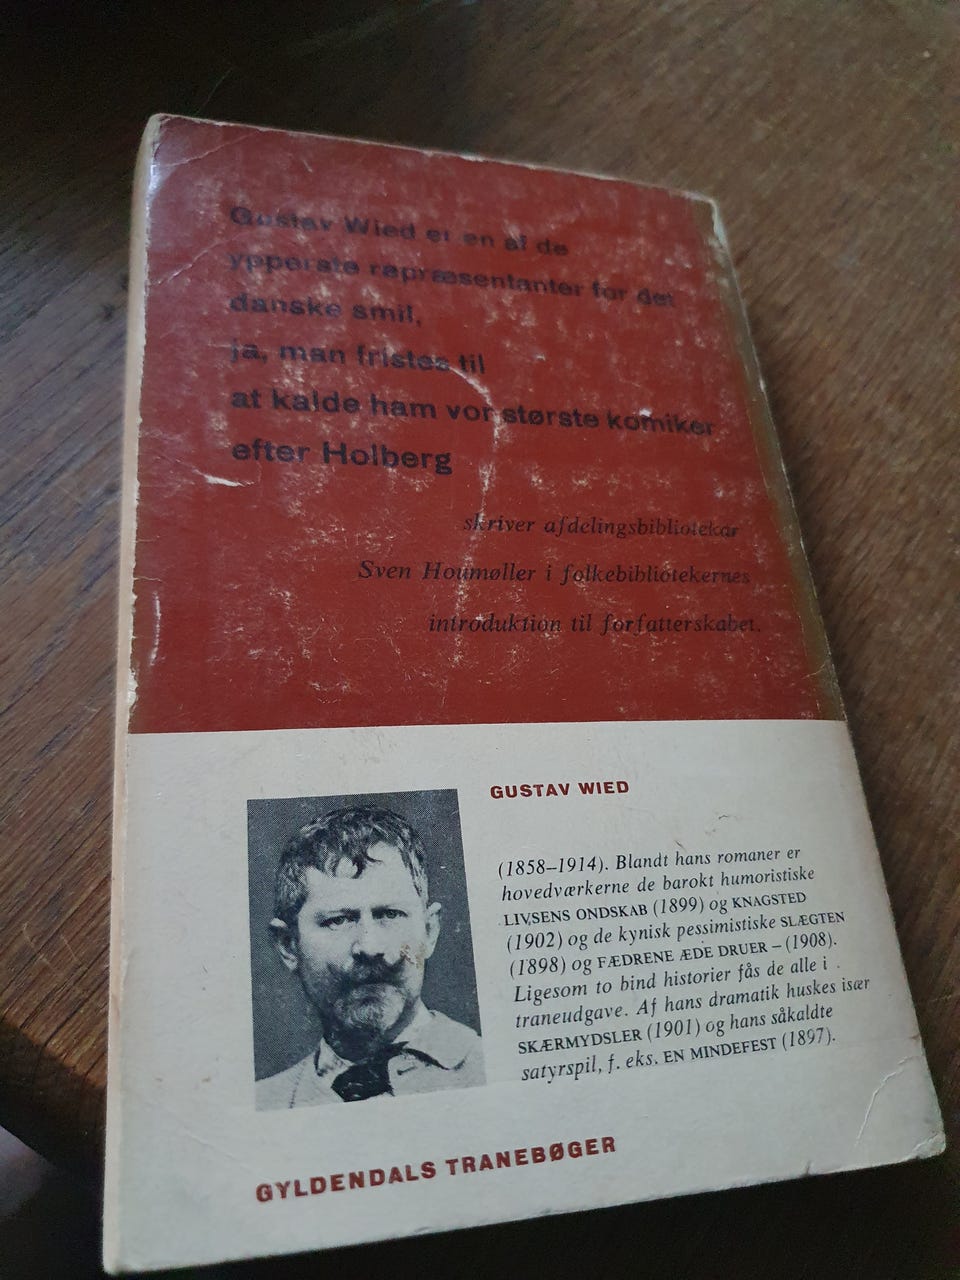 Gustav Wied er en af de
ypperste repræsentanter for det
danske smil,
ja, man fristes til
at kalde ham vor største komiker
efter Holberg
skriver afdelingsbibliotekar
Sven Houmøller i folkebibliotekernes
introduktion til forfatterskabet.
GUSTAV WIED
(1858–1914). Blandt hans romaner er
hovedværkerne de barokt humoristiske
LIVSENS ONDSKAB (1899) og KNAGSTED
(1902) og de kynisk pessimistiske SLÆGTEN
(1898) og FÆDRENE ÆDE DRUER – (1908).
Ligesom to bind historier fås de alle i
traneudgave. Af hans dramatik huskes især
SKÆRMYDSLER (1901) og hans såkaldte
satyrspil, f. eks. EN MINDEFEST (1897).
GYLDENDALS TRANEBØGER